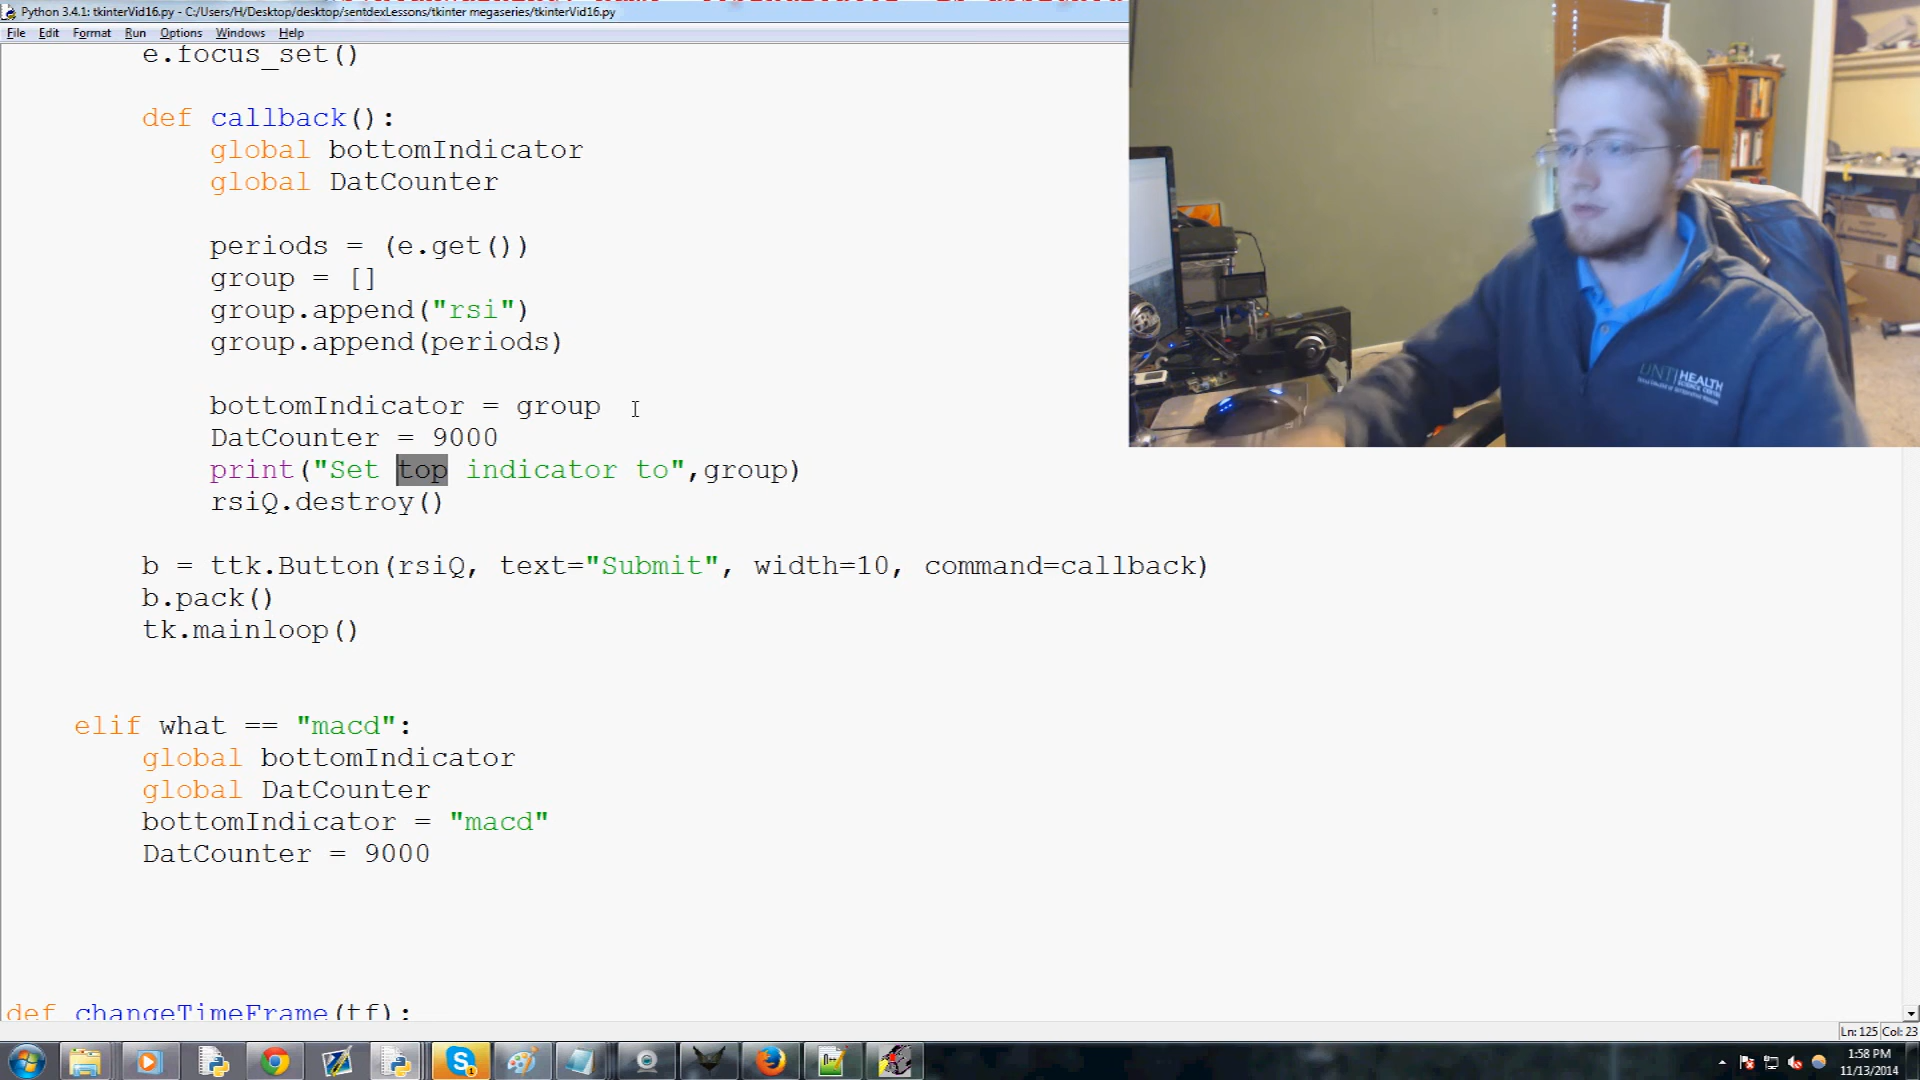 Python 3.4.1: tkinterVid16.py - C:/Users/H/Desktop/desktop/sentdexLessons/tkinter megaseries/tkinterVid16.py
File Edit Format Run Options Windows Help
e.focus_set()
def callback():
global bottomIndicator
global DatCounter
periods = (e.get())
group = []
group.append("rsi")
group.append(periods)
bottomIndicator = group
DatCounter = 9000
print("Set top indicator to",group)
rsiQ.destroy()
b = ttk.Button(rsiQ, text="Submit", width=10, command=callback)
b.pack()
tk.mainloop()
elif what == "macd":
global bottomIndicator
global DatCounter
bottomIndicator = "macd"
DatCounter = 9000
def changeTimeFrame(tf):
Ln: 125 Col: 23
1:58 PM
11/13/2014
UNT HEALTH